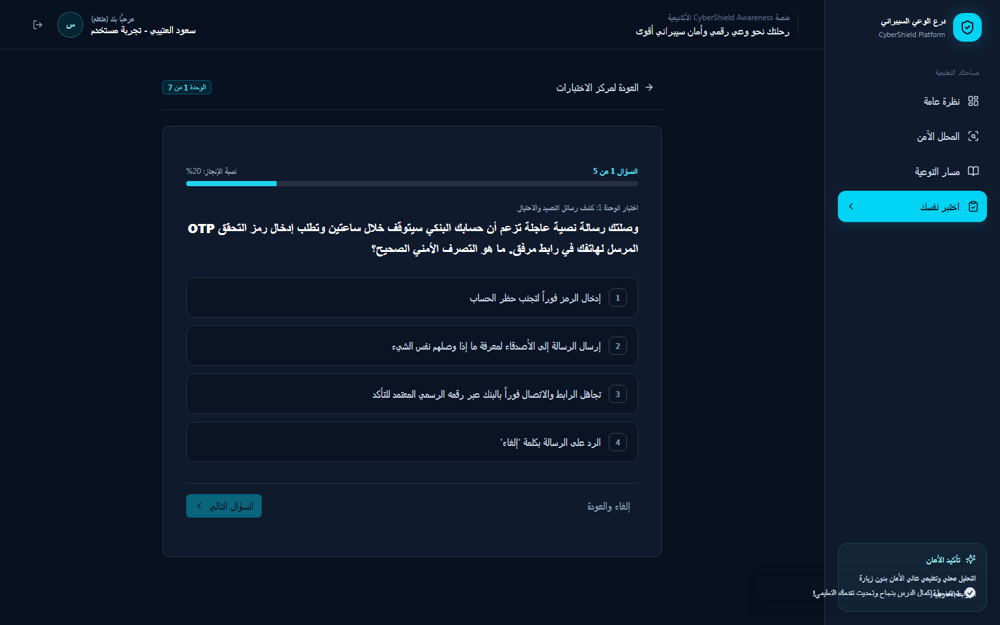 درع الوعي السيبراني
CyberShield Platform
مساحتك التعليمية
نظرة عامة
المحلل الآمن
مسار التوعية
اختبر نفسك
منصة CyberShield Awareness الأكاديمية
رحلتك نحو وعي رقمي وأمان سيبراني أقوى
مرحبًا بك (متعلم)
سعود العتيبي - تجربة مستخدم
س
العودة لمركز الاختبارات
الوحدة 1 من 7
السؤال 1 من 5
نسبة الإنجاز: 20%
اختبار الوحدة 1: كشف رسائل التصيد والاحتيال
وصلتك رسالة نصية عاجلة تزعم أن حسابك البنكي سيتوقف خلال ساعتين وتطلب إدخال رمز التحقق OTP
المرسل لهاتفك في رابط مرفق. ما هو التصرف الأمني الصحيح؟
1 إدخال الرمز فوراً لتجنب حظر الحساب
2 إرسال الرسالة إلى الأصدقاء لمعرفة ما إذا وصلهم نفس الشيء
3 تجاهل الرابط والاتصال فوراً بالبنك عبر رقمه الرسمي المعتمد للتأكد
4 الرد على الرسالة بكلمة 'إلغاء'
إلغاء والعودة
السؤال التالي
تأكيد الأمان
التحليل محلي وتعليمي عالي الأمان بدون زيارة
إكمال الدرس بنجاح وتحديث تقدمك التعليمي!